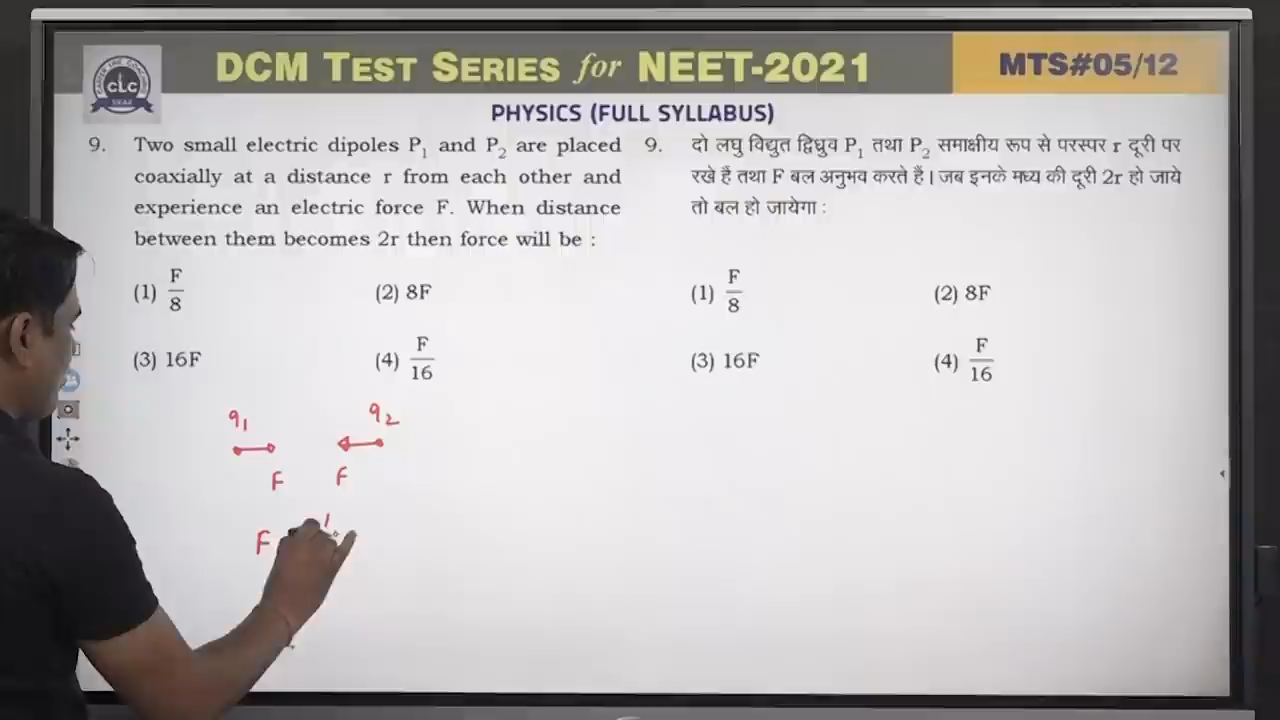 DCM TEST SERIES for NEET-2021
MTS#05/12
CLC
PHYSICS (FULL SYLLABUS)
9. Two small electric dipoles P₁ and P₂ are placed
coaxially at a distance r from each other and
experience an electric force F. When distance
between them becomes 2r then force will be :
(1) F/8 (2) 8F
(3) 16F (4) F/16
9. दो लघु विद्युत द्विध्रुव P₁ तथा P₂ समाक्षीय रूप से परस्पर r दूरी पर
रखे हैं तथा F बल अनुभव करते हैं। जब इनके मध्य की दूरी 2r हो जाये
तो बल हो जायेगा :
(1) F/8 (2) 8F
(3) 16F (4) F/16
q₁ q₂
F F
F 1